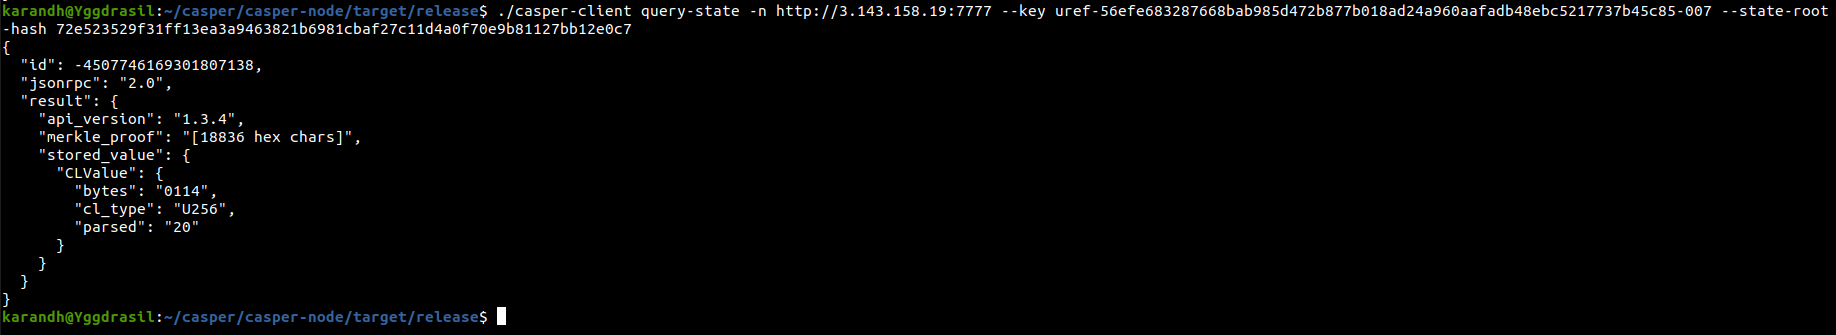 karandh@Yggdrasil:~/casper/casper-node/target/release$ ./casper-client query-state -n http://3.143.158.19:7777 --key uref-56efe683287668bab985d472b877b018ad24a960aafadb48ebc5217737b45c85-007 --state-root
-hash 72e523529f31ff13ea3a9463821b6981cbaf27c11d4a0f70e9b81127bb12e0c7
{
  "id": -4507746169301807138,
  "jsonrpc": "2.0",
  "result": {
    "api_version": "1.3.4",
    "merkle_proof": "[18836 hex chars]",
    "stored_value": {
      "CLValue": {
        "bytes": "0114",
        "cl_type": "U256",
        "parsed": "20"
      }
    }
  }
}
karandh@Yggdrasil:~/casper/casper-node/target/release$